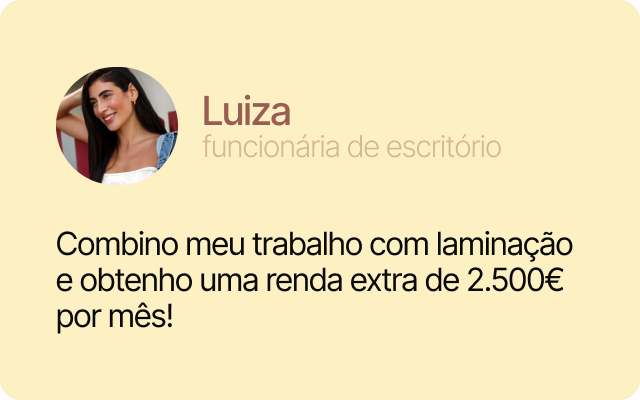 Luiza
funcionária de escritório
Combino meu trabalho com laminação
e obtenho uma renda extra de 2.500€
por mês!